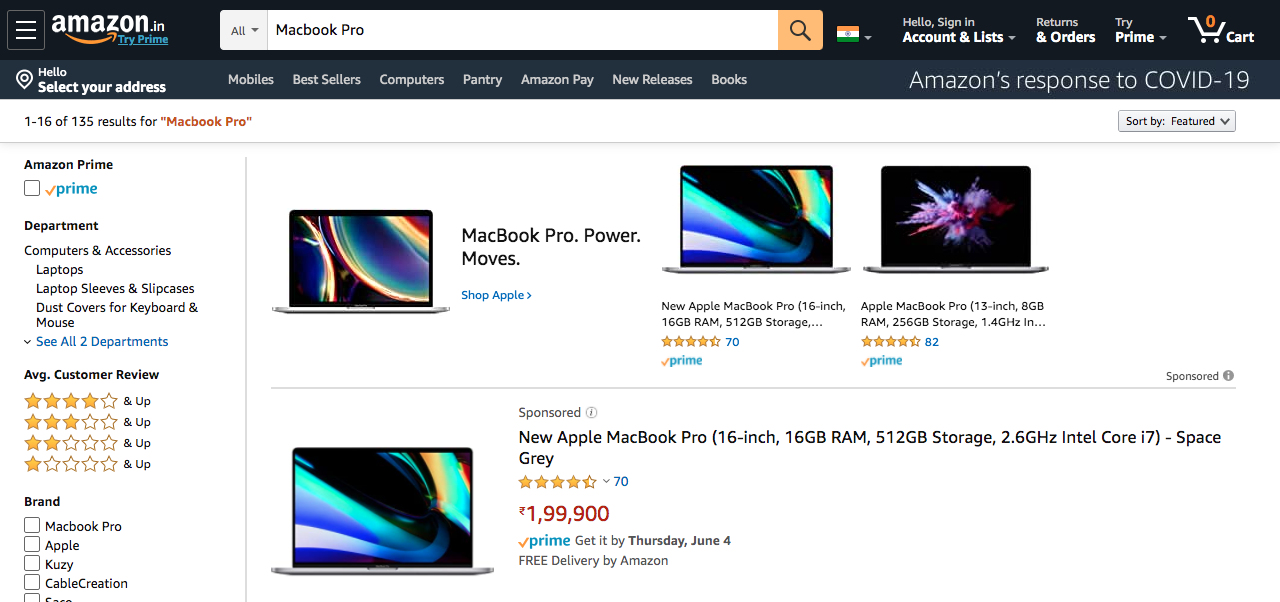 amazon.in
Try Prime
All
Macbook Pro
Hello, Sign in
Account & Lists
Returns
& Orders
Try
Prime
0
Cart
Hello
Select your address
Mobiles
Best Sellers
Computers
Pantry
Amazon Pay
New Releases
Books
Amazon's response to COVID-19
1-16 of 135 results for "Macbook Pro"
Sort by: Featured
Amazon Prime
prime
Department
Computers & Accessories
Laptops
Laptop Sleeves & Slipcases
Dust Covers for Keyboard &
Mouse
See All 2 Departments
Avg. Customer Review
& Up
& Up
& Up
& Up
Brand
Macbook Pro
Apple
Kuzy
CableCreation
MacBook Pro. Power.
Moves.
Shop Apple ›
New Apple MacBook Pro (16-inch,
16GB RAM, 512GB Storage,...
70
prime
Apple MacBook Pro (13-inch, 8GB
RAM, 256GB Storage, 1.4GHz In...
82
prime
Sponsored
Sponsored
New Apple MacBook Pro (16-inch, 16GB RAM, 512GB Storage, 2.6GHz Intel Core i7) - Space
Grey
70
₹1,99,900
prime Get it by Thursday, June 4
FREE Delivery by Amazon